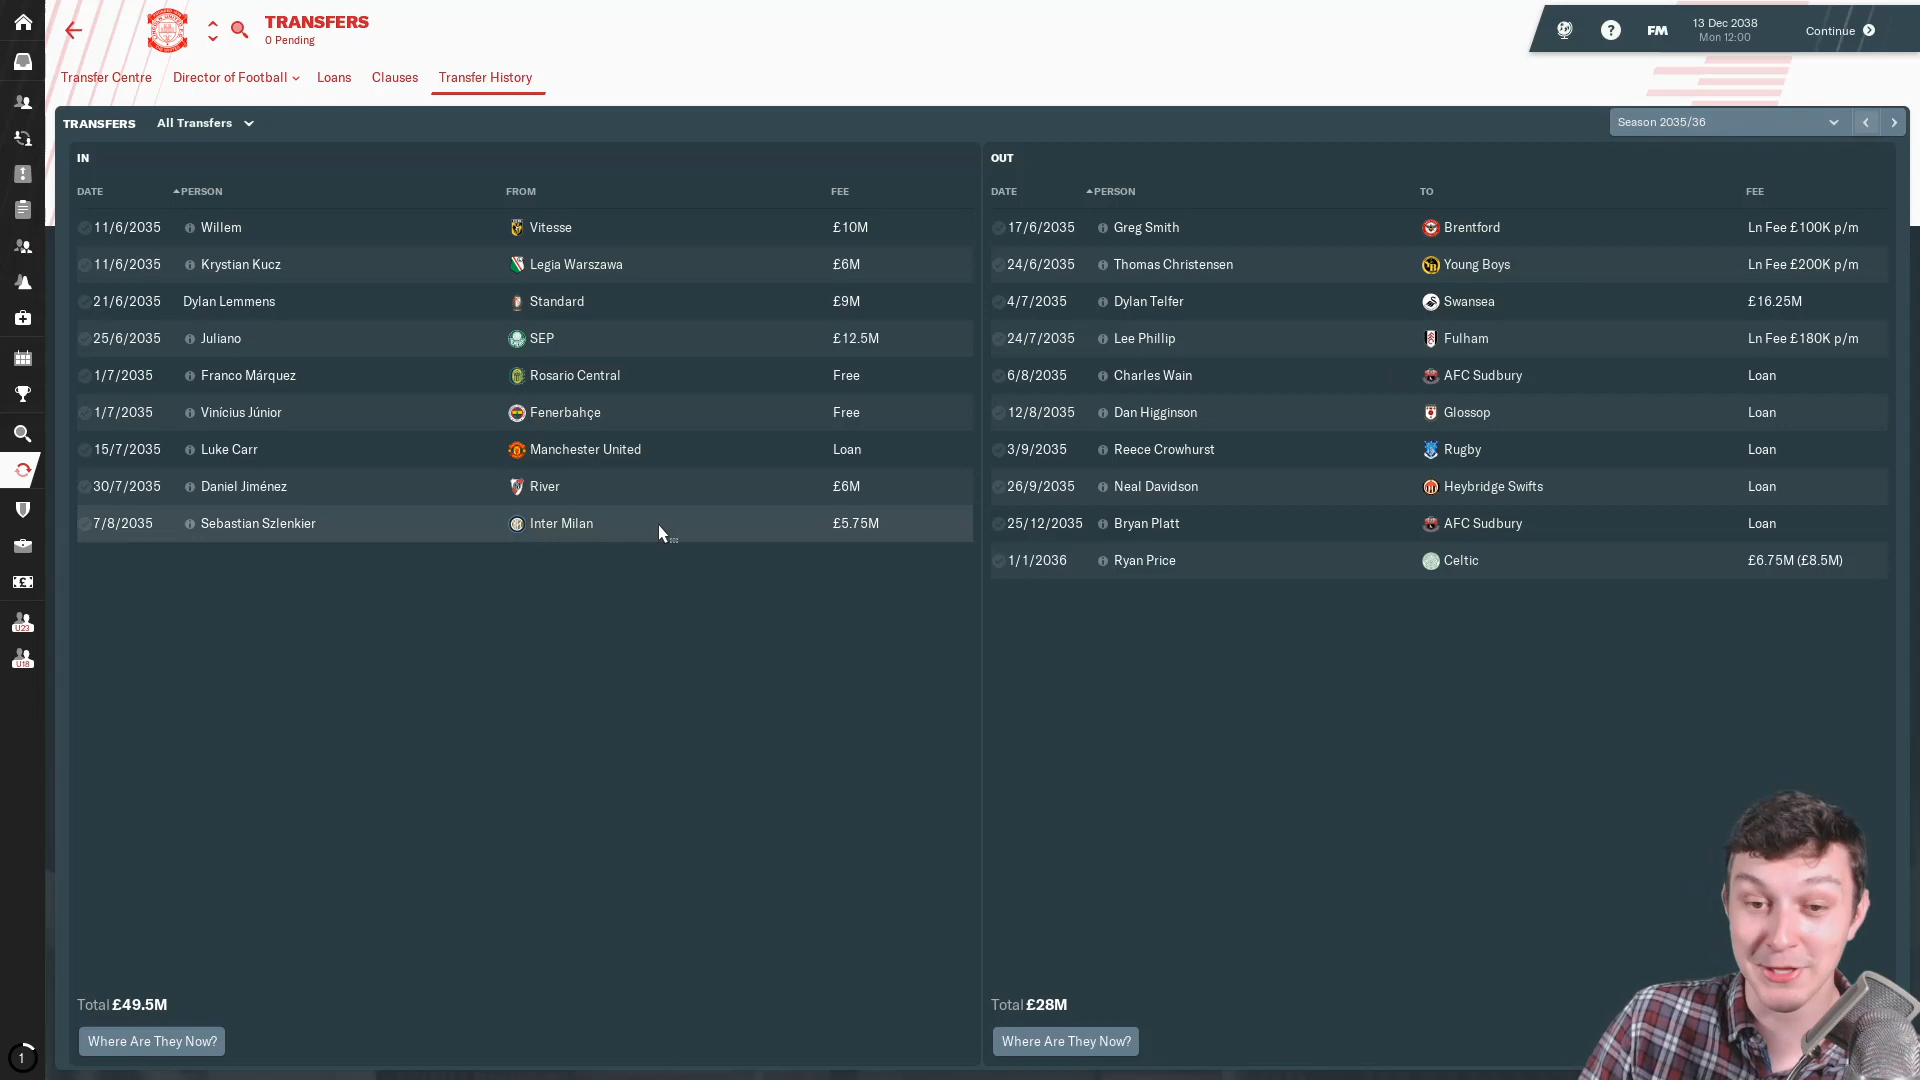 TRANSFERS
0 Pending
13 Dec 2038
Mon 12:00
FM
?
Continue
Transfer Centre
Director of Football
Loans
Clauses
Transfer History
TRANSFERS All Transfers
Season 2035/36
IN
DATE PERSON FROM FEE
11/6/2035 Willem Vitesse £10M
11/6/2035 Krystian Kucz Legia Warszawa £6M
21/6/2035 Dylan Lemmens Standard £9M
25/6/2035 Juliano SEP £12.5M
1/7/2035 Franco Márquez Rosario Central Free
1/7/2035 Vinícius Júnior Fenerbahçe Free
15/7/2035 Luke Carr Manchester United Loan
30/7/2035 Daniel Jiménez River £6M
7/8/2035 Sebastian Szlenkier Inter Milan £5.75M
Total £49.5M
Where Are They Now?
OUT
DATE PERSON TO FEE
17/6/2035 Greg Smith Brentford Ln Fee £100K p/m
24/6/2035 Thomas Christensen Young Boys Ln Fee £200K p/m
4/7/2035 Dylan Telfer Swansea £16.25M
24/7/2035 Lee Phillip Fulham Ln Fee £180K p/m
6/8/2035 Charles Wain AFC Sudbury Loan
12/8/2035 Dan Higginson Glossop Loan
3/9/2035 Reece Crowhurst Rugby Loan
26/9/2035 Neal Davidson Heybridge Swifts Loan
25/12/2035 Bryan Platt AFC Sudbury Loan
1/1/2036 Ryan Price Celtic £6.75M (£8.5M)
Total £28M
Where Are They Now?
U23
U18
1